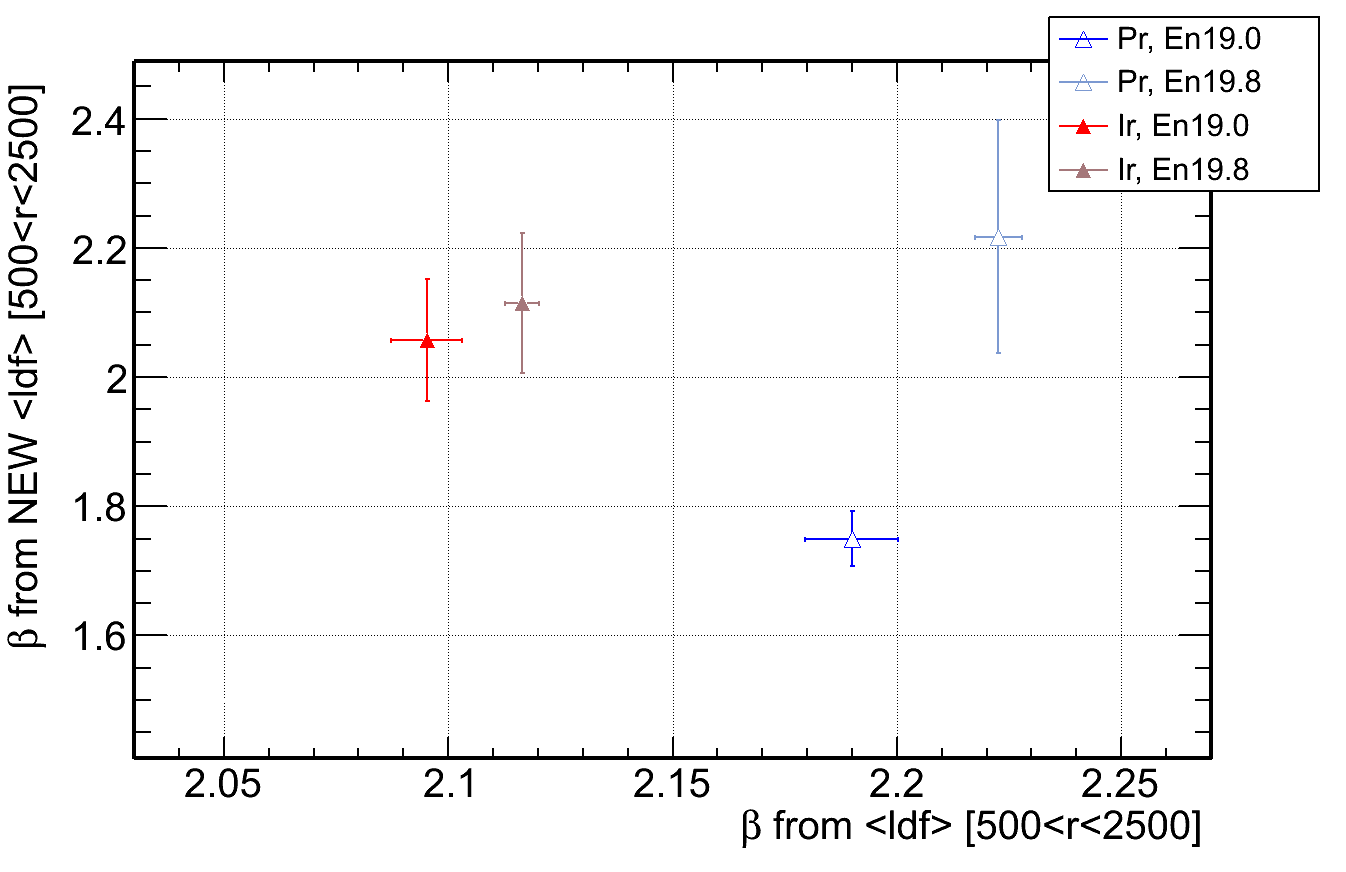 Pr, En19.0
Pr, En19.8
Ir, En19.0
Ir, En19.8
β from NEW <ldf> [500<r<2500]
2.4
2.2
2
1.8
1.6
2.05
2.1
2.15
2.2
2.25
β from <ldf> [500<r<2500]